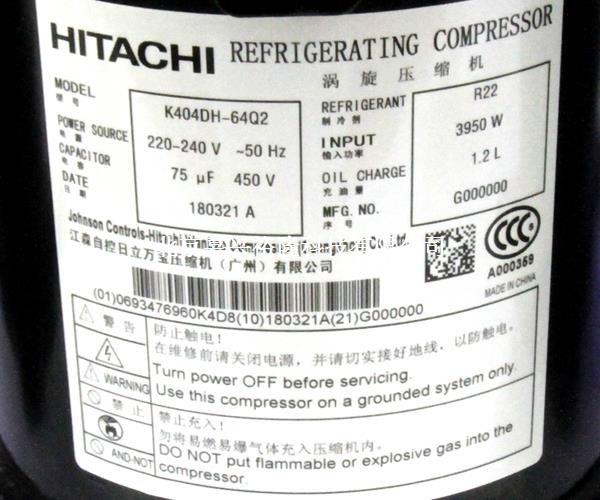 HITACHI REFRIGERATING COMPRESSOR
涡旋压缩机
MODEL
型号
K404DH-64Q2
POWER SOURCE
电源
220-240 V ~50 Hz
CAPACITOR
电容
75 μF 450 V
DATE
日期
180321 A
REFRIGERANT
制冷剂
R22
INPUT
输入功率
3950 W
OIL CHARGE
充油量
1.2 L
MFG.NO.
序号
G000000
Johnson Controls-Hitachi Co.,Ltd
江森自控日立万宝压缩机（广州）有限公司
CCC
A000359
MADE IN CHINA
(01)0693476960K4D8(10)180321A(21)G000000
警告
WARNING
防止触电！
在维修前请关闭电源，并请切实接好地线，以防触电。
Turn power OFF before servicing.
Use this compressor on a grounded system only.
禁止
AND-NOT
禁止充入！
勿将易燃易爆气体充入压缩机内。
DO NOT put flammable or explosive gas into the
compressor.